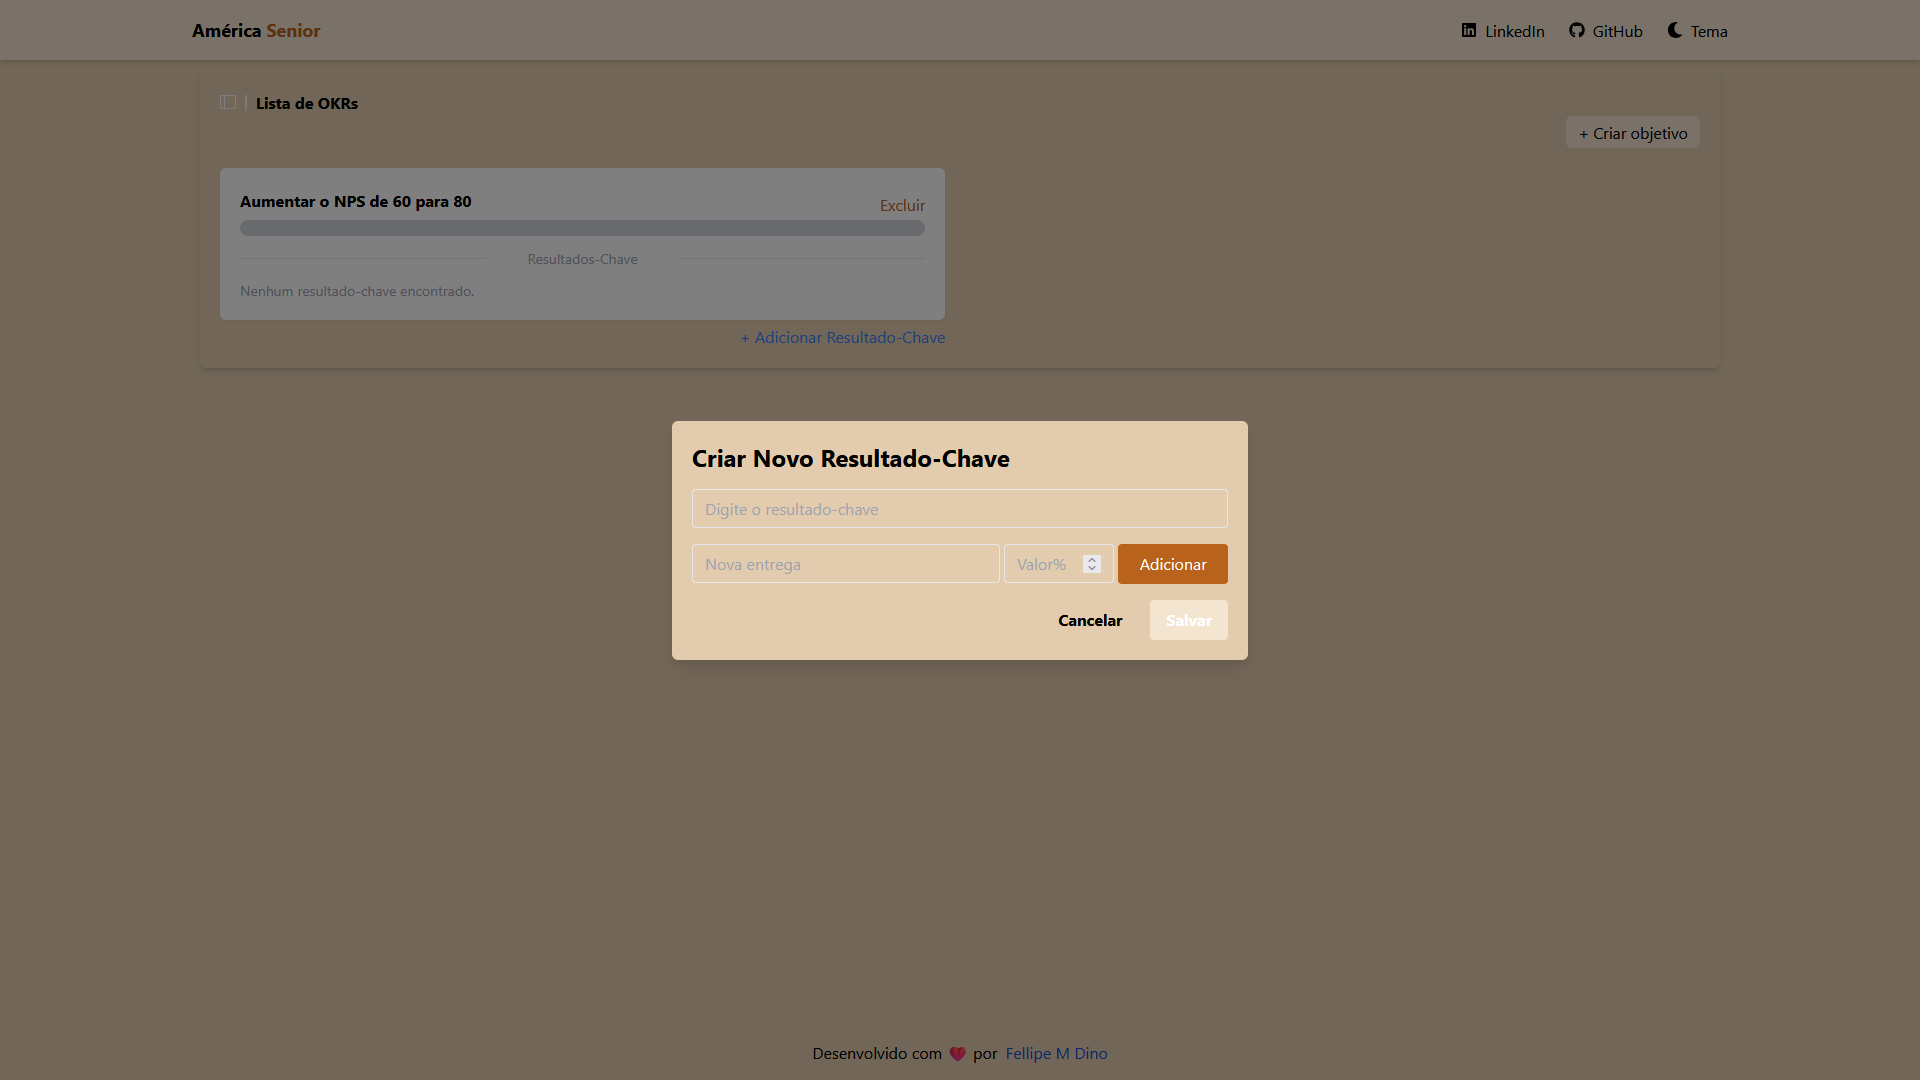 América Senior
LinkedIn
GitHub
Tema
Lista de OKRs
+ Criar objetivo
Aumentar o NPS de 60 para 80
Excluir
Resultados-Chave
Nenhum resultado-chave encontrado.
+ Adicionar Resultado-Chave
Criar Novo Resultado-Chave
Digite o resultado-chave
Nova entrega
Valor%
Adicionar
Cancelar
Salvar
Desenvolvido com ❤️ por Fellipe M Dino